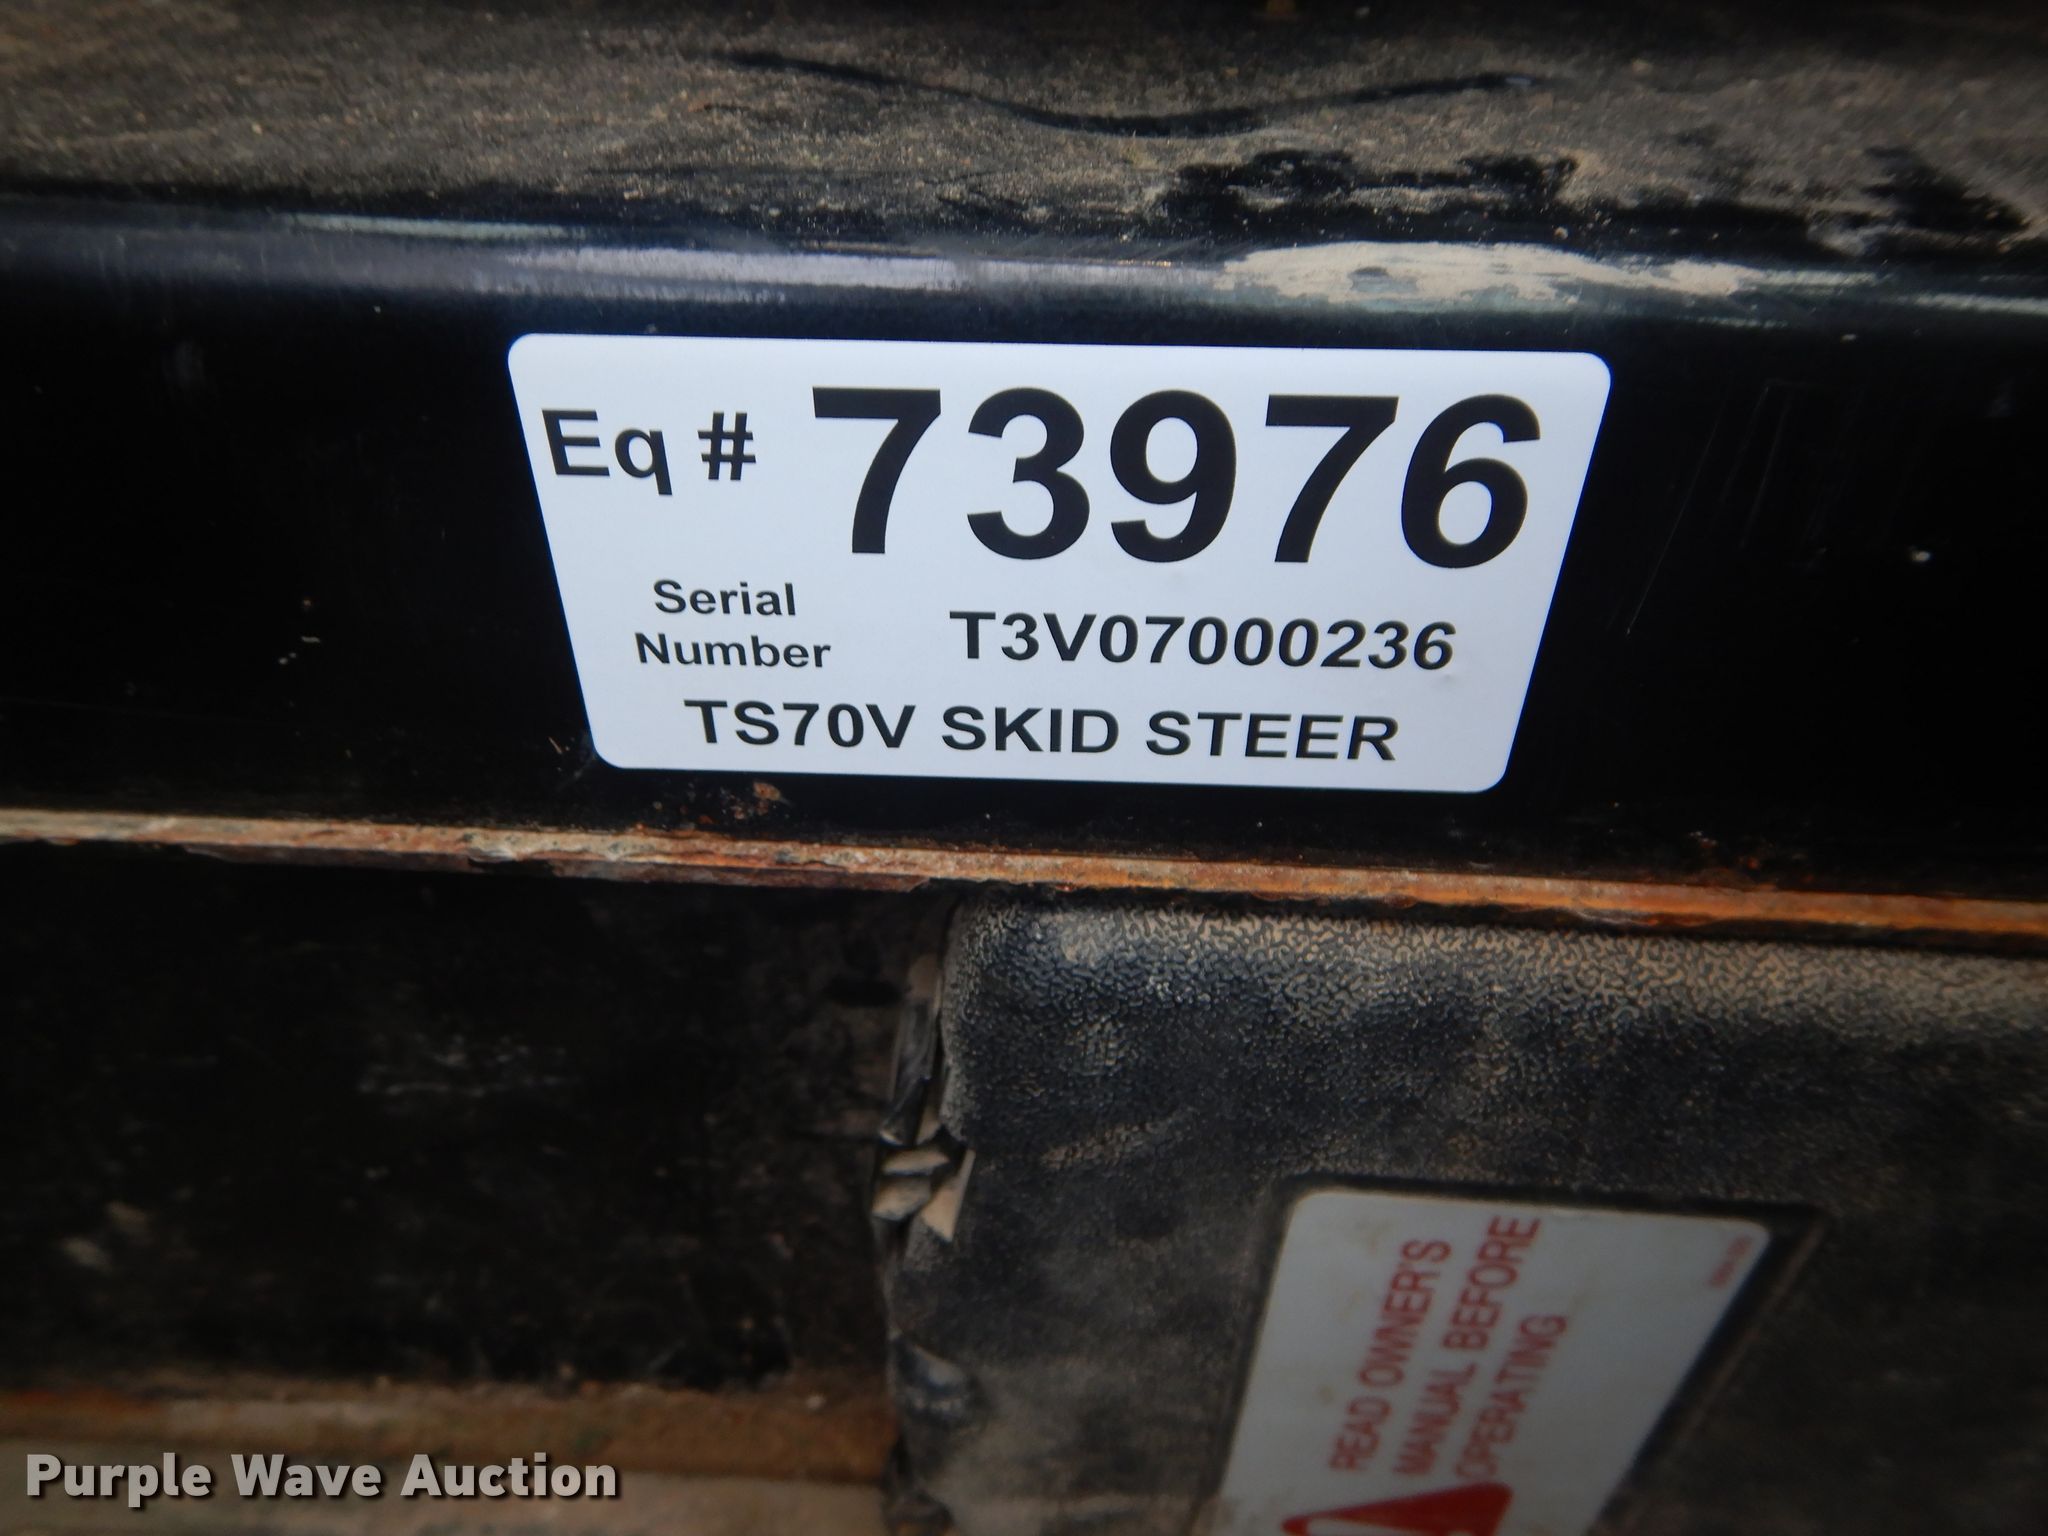 Eq # 73976
Serial
Number T3V07000236
TS70V SKID STEER
READ OWNER'S
MANUAL BEFORE
OPERATING
Purple Wave Auction